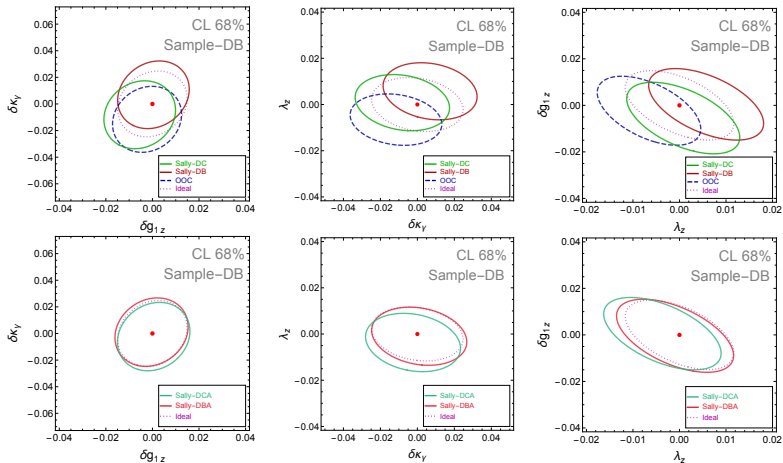 CL 68%
Sample-DB
0.06
0.04
0.02
0.00
−0.02
−0.04
−0.06
δκγ
−0.04 −0.02 0.00 0.02 0.04
δg1z
Sally-DC
Sally-DB
OOC
Ideal
CL 68%
Sample-DB
0.04
0.02
0.00
−0.02
−0.04
λz
−0.04 −0.02 0.00 0.02 0.04
δκγ
Sally-DC
Sally-DB
OOC
Ideal
CL 68%
Sample-DB
0.04
0.02
0.00
−0.02
−0.04
δg1z
−0.02 −0.01 0.00 0.01 0.02
λz
Sally-DC
Sally-DB
OOC
Ideal
CL 68%
Sample-DB
0.06
0.04
0.02
0.00
−0.02
−0.04
−0.06
δκγ
−0.04 −0.02 0.00 0.02 0.04
δg1z
Sally-DCA
Sally-DBA
Ideal
CL 68%
Sample-DB
0.04
0.02
0.00
−0.02
−0.04
λz
−0.04 −0.02 0.00 0.02 0.04
δκγ
Sally-DCA
Sally-DBA
Ideal
CL 68%
Sample-DB
0.04
0.02
0.00
−0.02
−0.04
δg1z
−0.02 −0.01 0.00 0.01 0.02
λz
Sally-DCA
Sally-DBA
Ideal